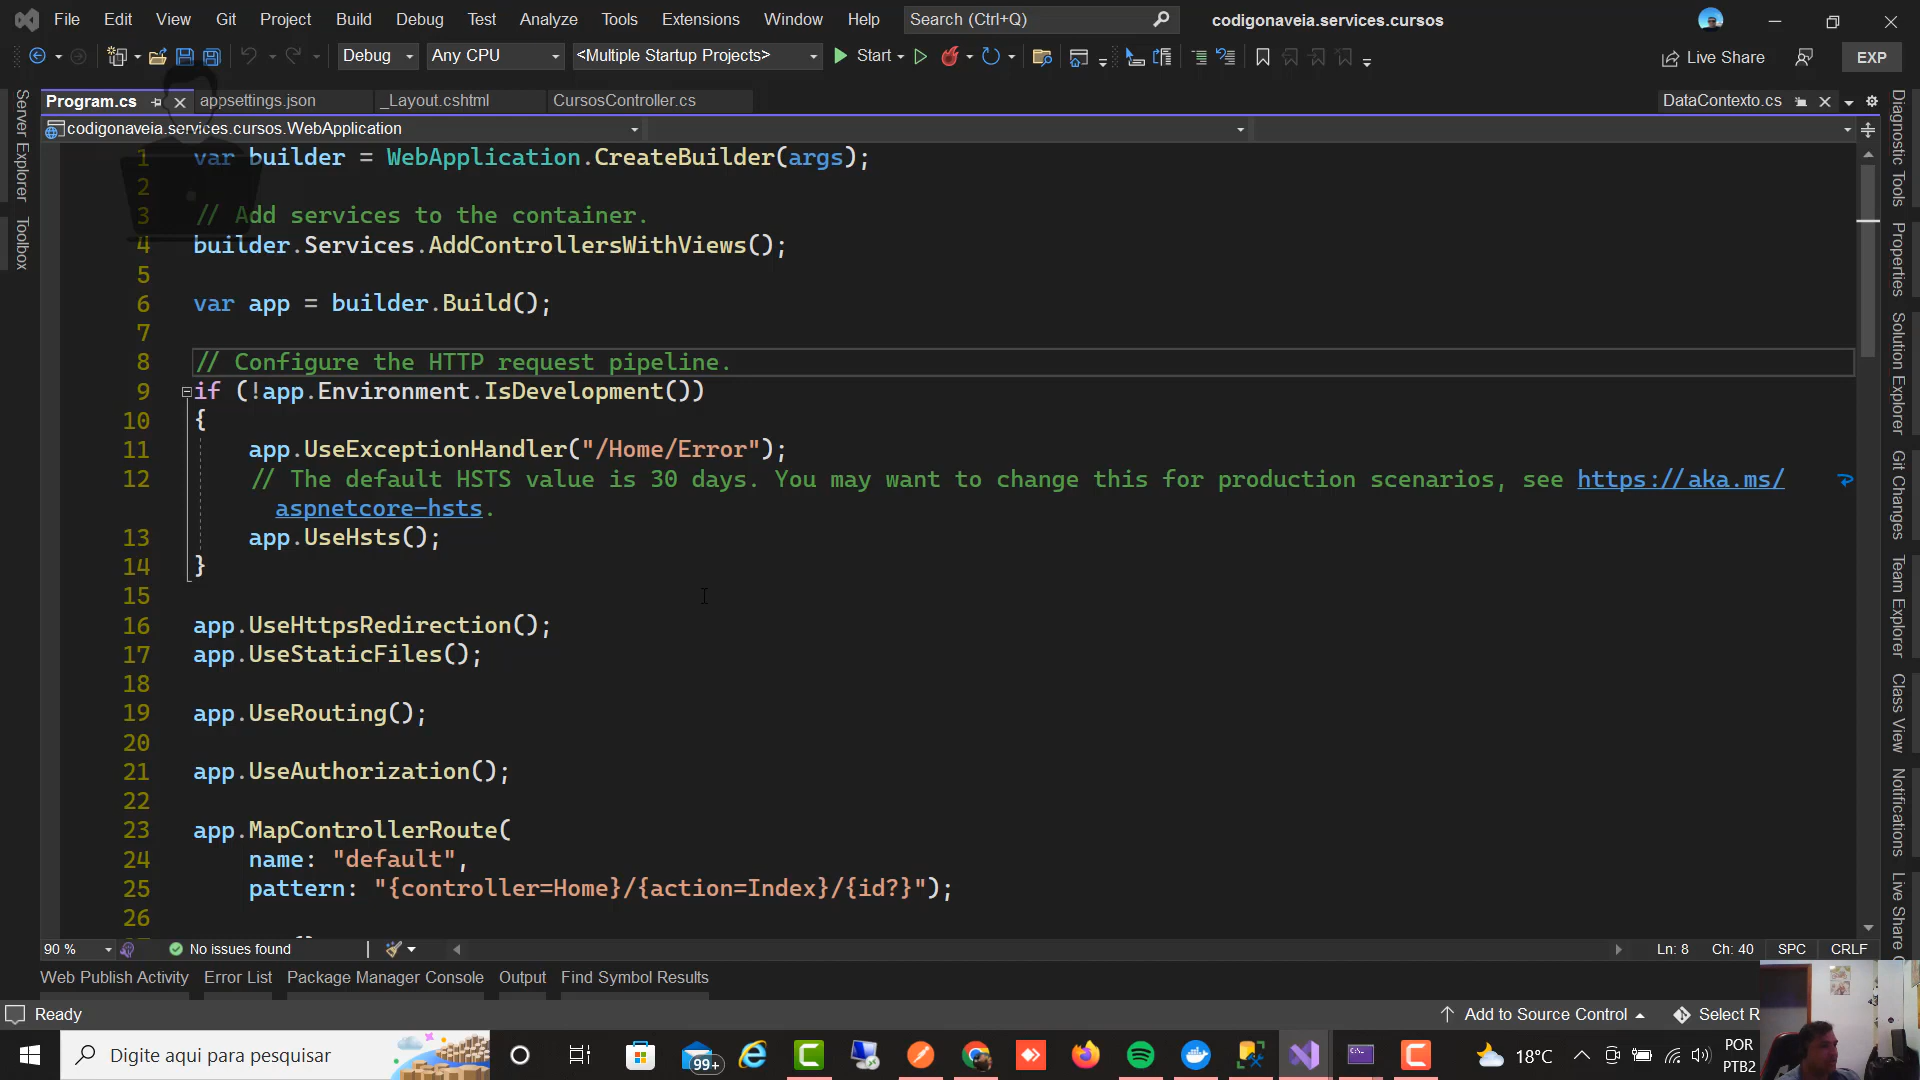 File Edit View Git Project Build Debug Test Analyze Tools Extensions Window Help Search (Ctrl+Q) codigonaveia.services.cursos
Debug Any CPU <Multiple Startup Projects> Start Live Share EXP
Program.cs appsettings.json _Layout.cshtml CursosController.cs DataContexto.cs
codigonaveia.services.cursos.WebApplication
Server Explorer
Toolbox
1 var builder = WebApplication.CreateBuilder(args);
2
3 // Add services to the container.
4 builder.Services.AddControllersWithViews();
5
6 var app = builder.Build();
7
8 // Configure the HTTP request pipeline.
9 if (!app.Environment.IsDevelopment())
10 {
11 app.UseExceptionHandler("/Home/Error");
12 // The default HSTS value is 30 days. You may want to change this for production scenarios, see https://aka.ms/
aspnetcore-hsts.
13 app.UseHsts();
14 }
15
16 app.UseHttpsRedirection();
17 app.UseStaticFiles();
18
19 app.UseRouting();
20
21 app.UseAuthorization();
22
23 app.MapControllerRoute(
24 name: "default",
25 pattern: "{controller=Home}/{action=Index}/{id?}");
26
Diagnostic Tools
Properties
Solution Explorer
Git Changes
Team Explorer
Class View
Notifications
Live Share
90 % No issues found Ln: 8 Ch: 40 SPC CRLF
Web Publish Activity Error List Package Manager Console Output Find Symbol Results
Ready Add to Source Control Select R
Digite aqui para pesquisar 99+ 18°C POR
PTB2